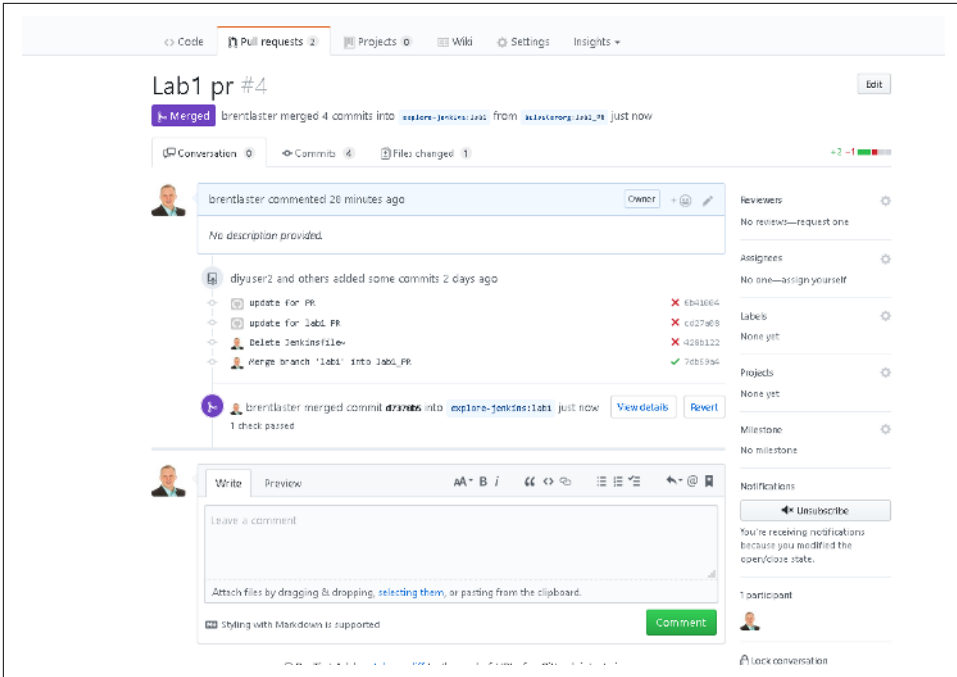 Code Pull requests 2 Projects 0 Wiki Settings Insights
Lab1 pr #4
Edit
Merged brentlaster merged 4 commits into explore-jenkins:lab1 from just now
Conversation 0 Commits 4 Files changed 1
+2 −1
brentlaster commented 28 minutes ago
Owner
No description provided.
diyuser2 and others added some commits 2 days ago
update for PR
update for lab1 PR
cd27a08
Delete Jenkinsfile~
428b122
Merge branch 'lab1' into lab1_PR
7db59a4
brentlaster merged commit into explore-jenkins:lab1 just now
View details Revert
1 check passed
Write Preview
AA B i
Leave a comment
Attach files by dragging & dropping, selecting them, or pasting from the clipboard.
Styling with Markdown is supported
Comment
Reviewers
No reviews—request one
Assignees
No one—assign yourself
Labels
None yet
Projects
None yet
Milestone
No milestone
Notifications
Unsubscribe
You're receiving notifications
because you modified the
open/close state.
1 participant
Lock conversation